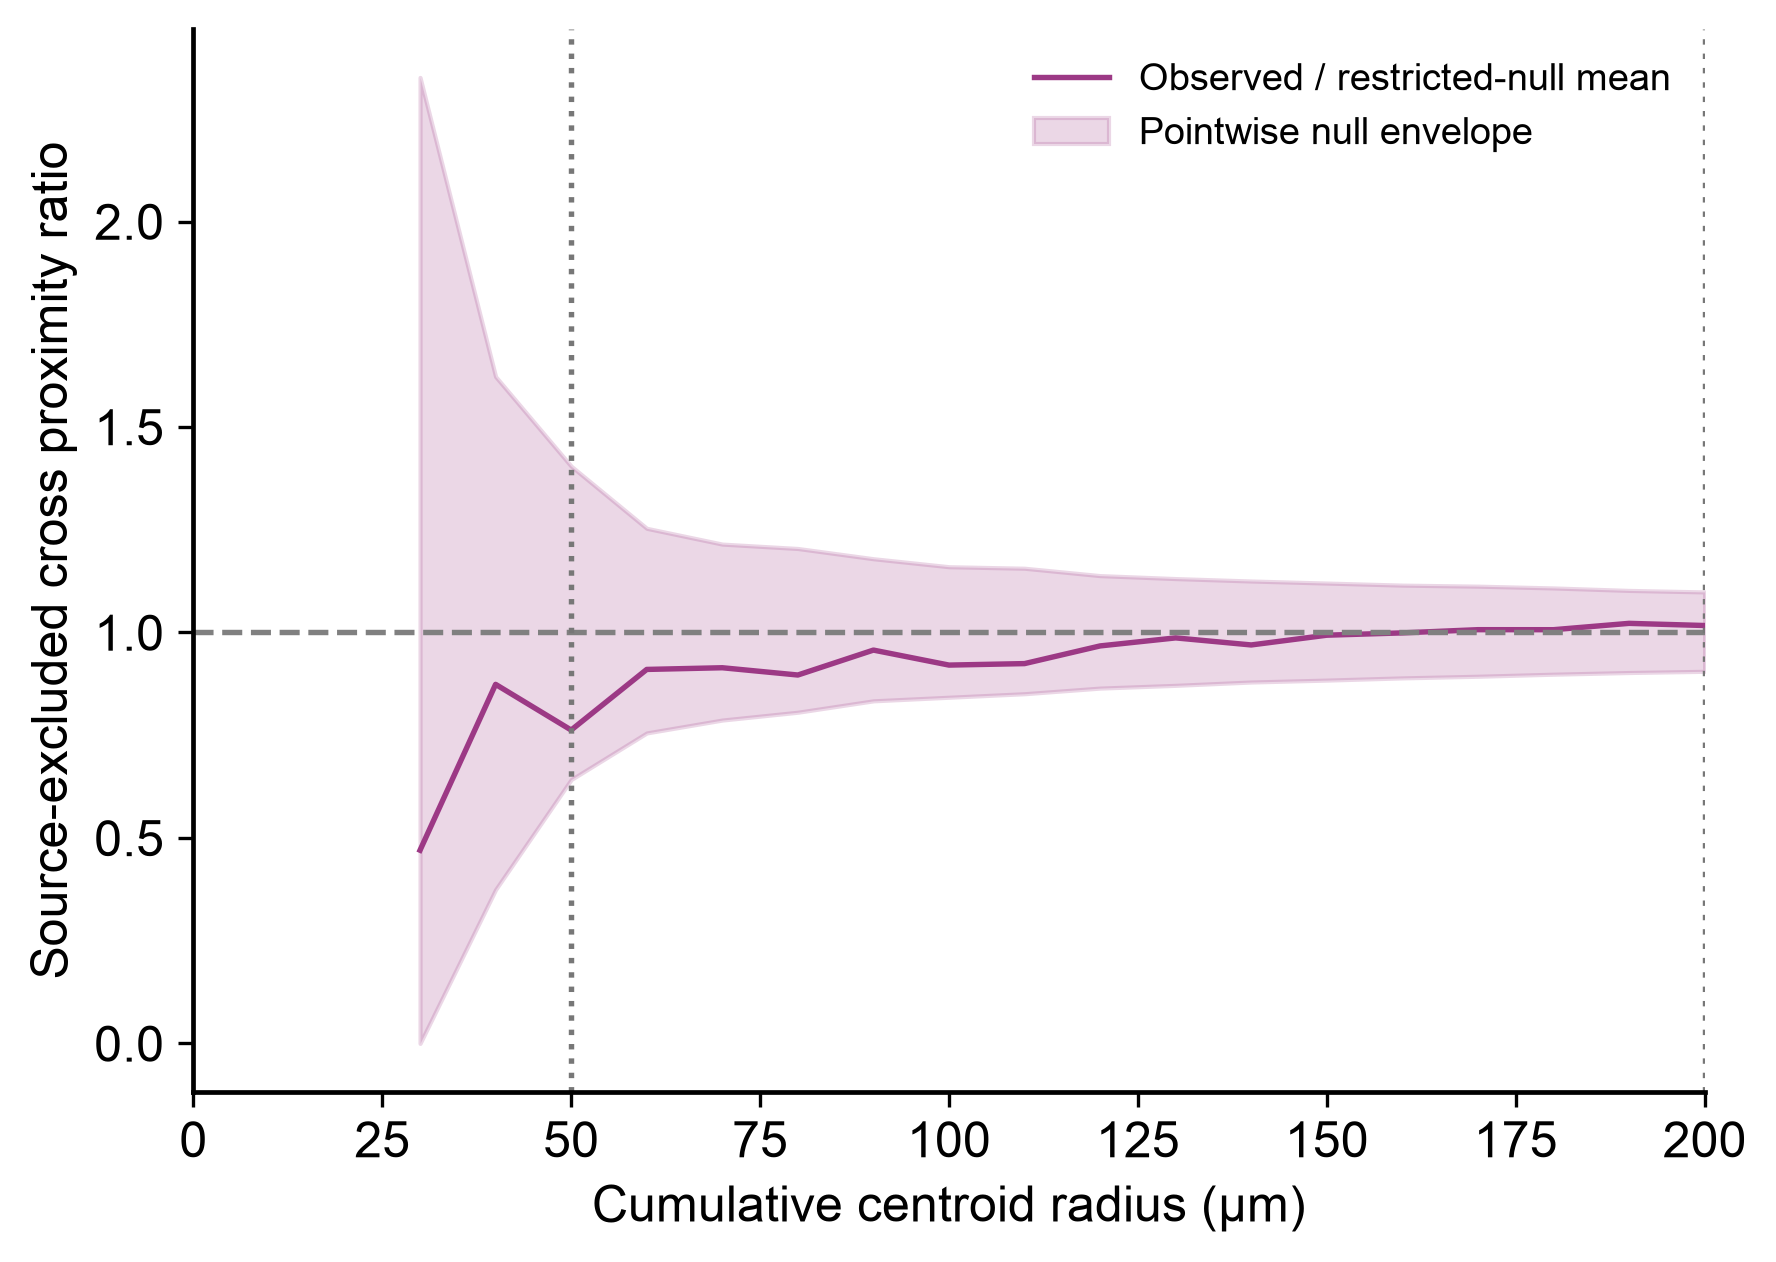 Observed / restricted-null mean
Pointwise null envelope
Source-excluded cross proximity ratio
2.0
1.5
1.0
0.5
0.0
0 25 50 75 100 125 150 175 200
Cumulative centroid radius (μm)